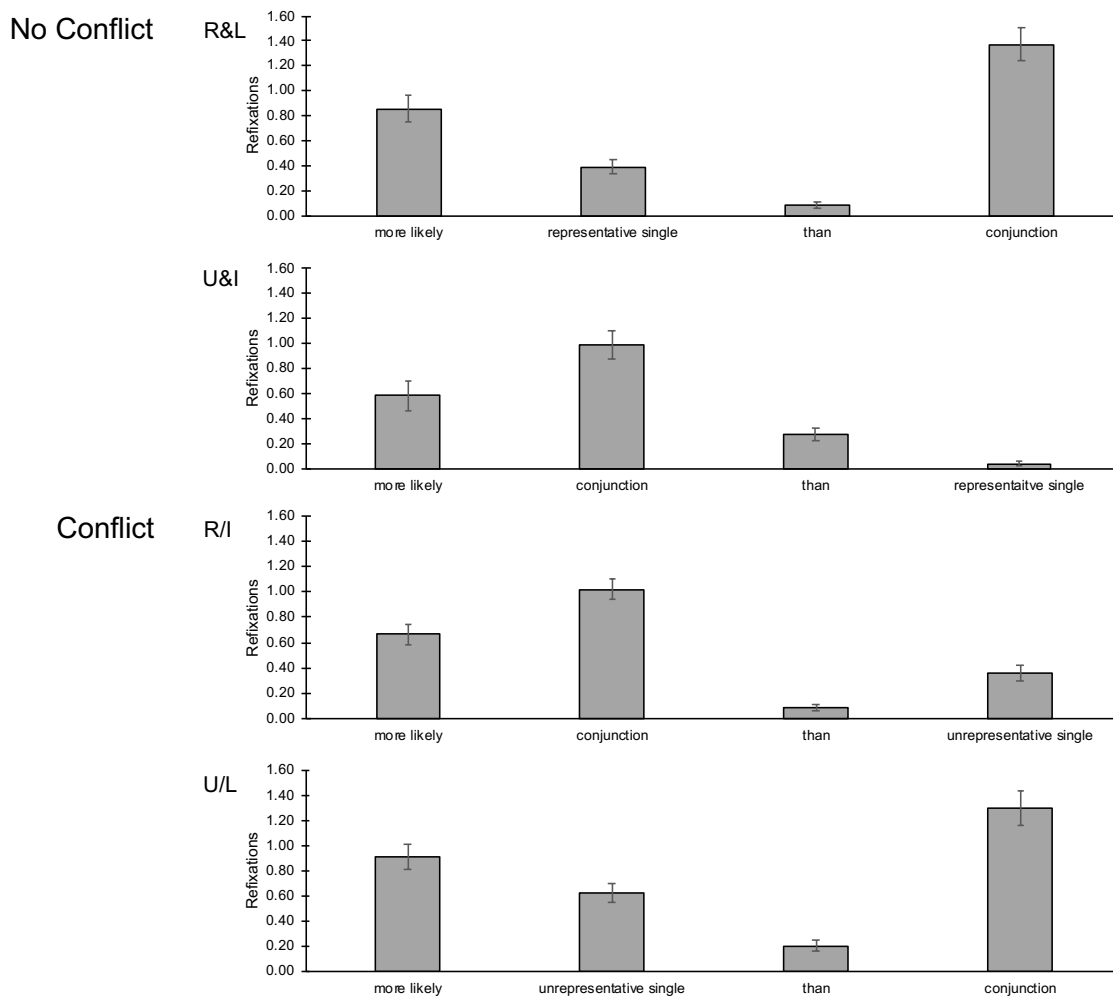 No Conflict
R&L
Refixations
1.60
1.40
1.20
1.00
0.80
0.60
0.40
0.20
0.00
more likely representative single than conjunction
U&I
Refixations
1.60
1.40
1.20
1.00
0.80
0.60
0.40
0.20
0.00
more likely conjunction than representaitve single
Conflict
R/I
Refixations
1.60
1.40
1.20
1.00
0.80
0.60
0.40
0.20
0.00
more likely conjunction than unrepresentative single
U/L
Refixations
1.60
1.40
1.20
1.00
0.80
0.60
0.40
0.20
0.00
more likely unrepresentative single than conjunction